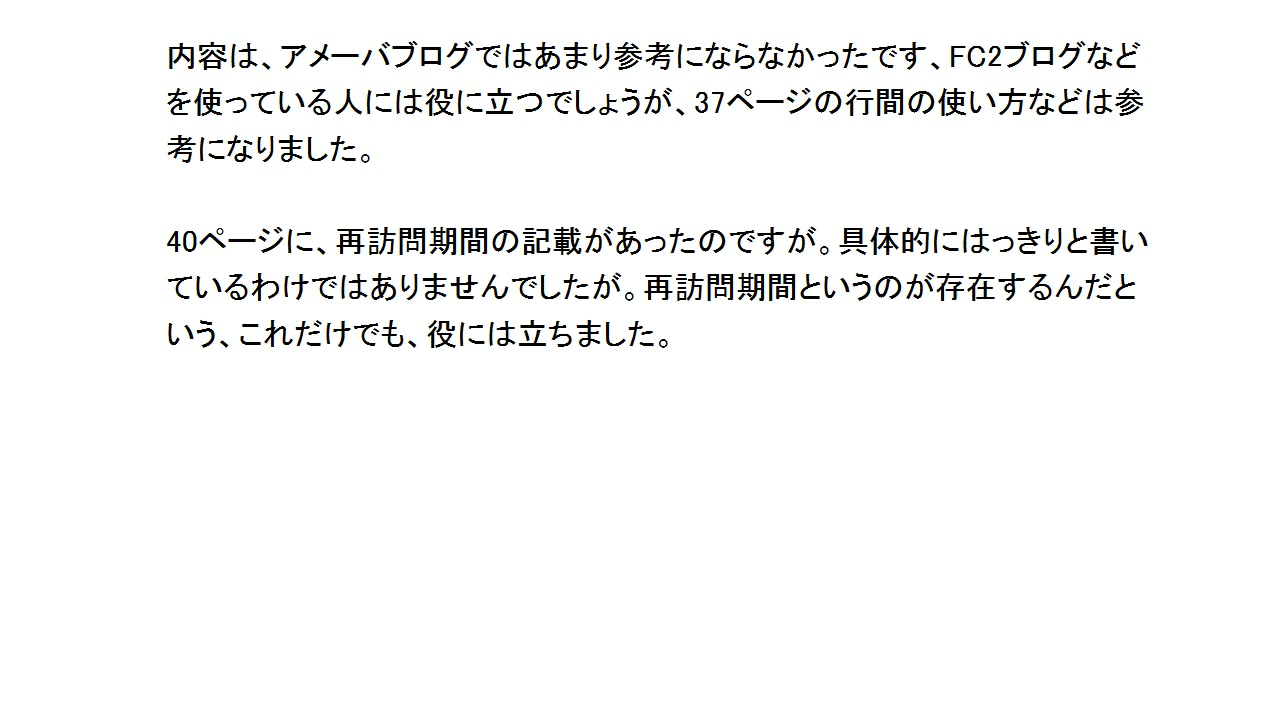 内容は、アメーバブログではあまり参考にならなかったです、FC2ブログなど
を使っている人には役に立つでしょうが、37ページの行間の使い方などは参
考になりました。
40ページに、再訪問期間の記載があったのですが。具体的にはっきりと書い
ているわけではありませんでしたが。再訪問期間というのが存在するんだと
いう、これだけでも、役には立ちました。